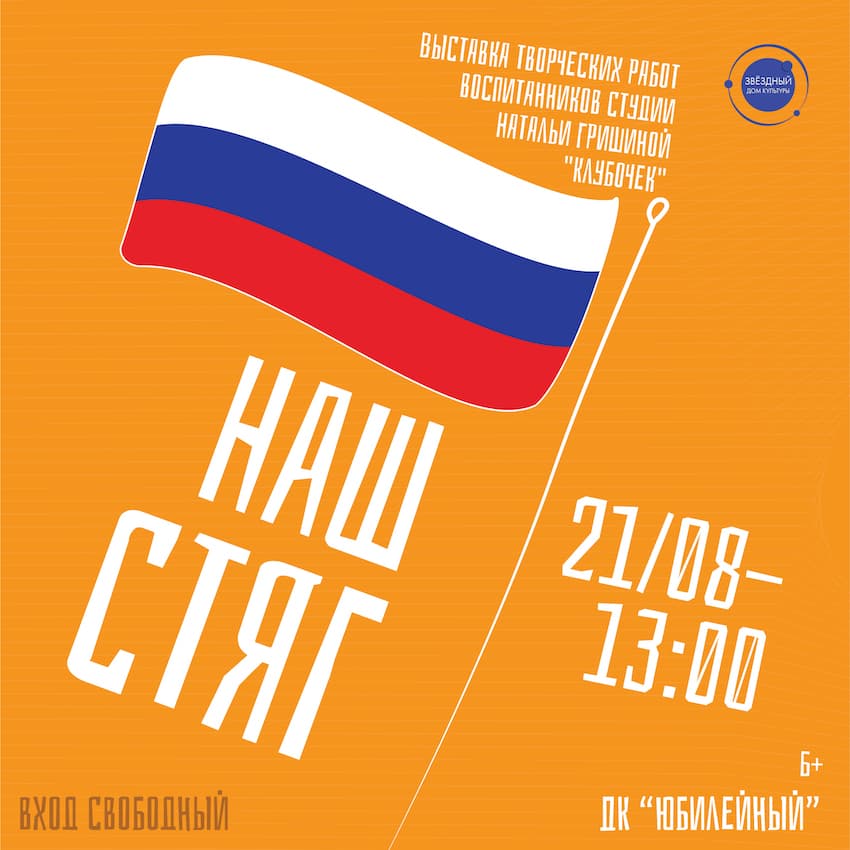 ВЫСТАВКА ТВОРЧЕСКИХ РАБОТ
ВОСПИТАННИКОВ СТУДИИ
НАТАЛЬИ ГРИШИНОЙ
"КЛУБОЧЕК"
ЗВЁЗДНЫЙ
ДОМ КУЛЬТУРЫ
НАШ
СТЯГ
21/08–
13:00
6+
ВХОД СВОБОДНЫЙ
ДК “ЮБИЛЕЙНЫЙ”